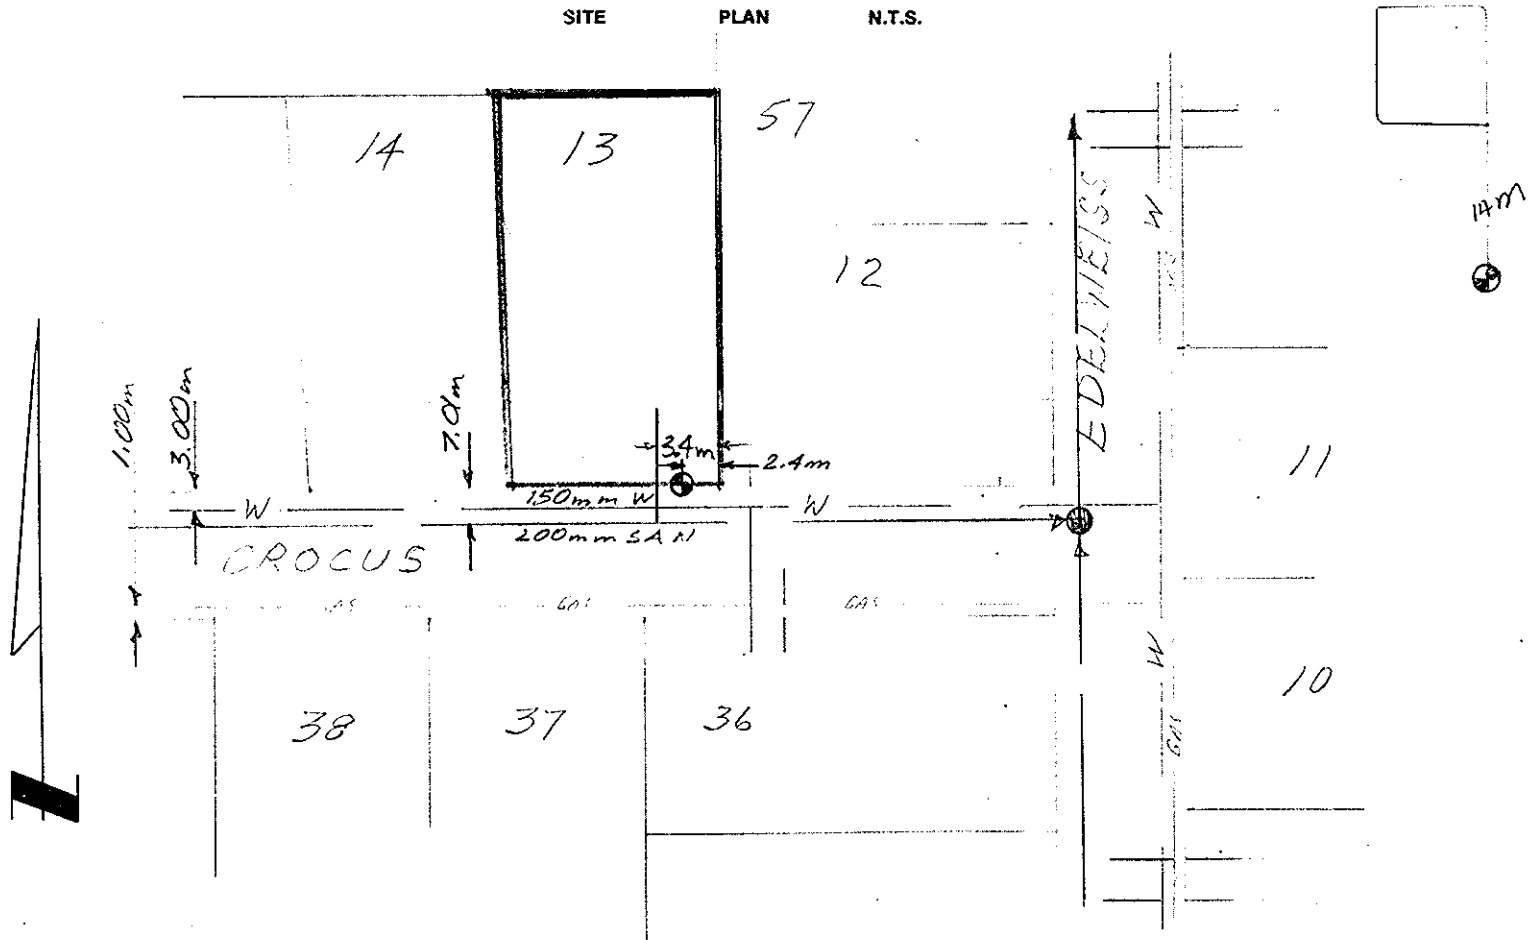 SITE PLAN N.T.S.
14
13
57
12
EDELWEISS
W
14m
1.00m
3.00m
7.0m
3.4m
2.4m
11
W
150mm W
W
200mm SAN
CROCUS
GAS
GAS
GAS
W
10
38
37
36
GAS